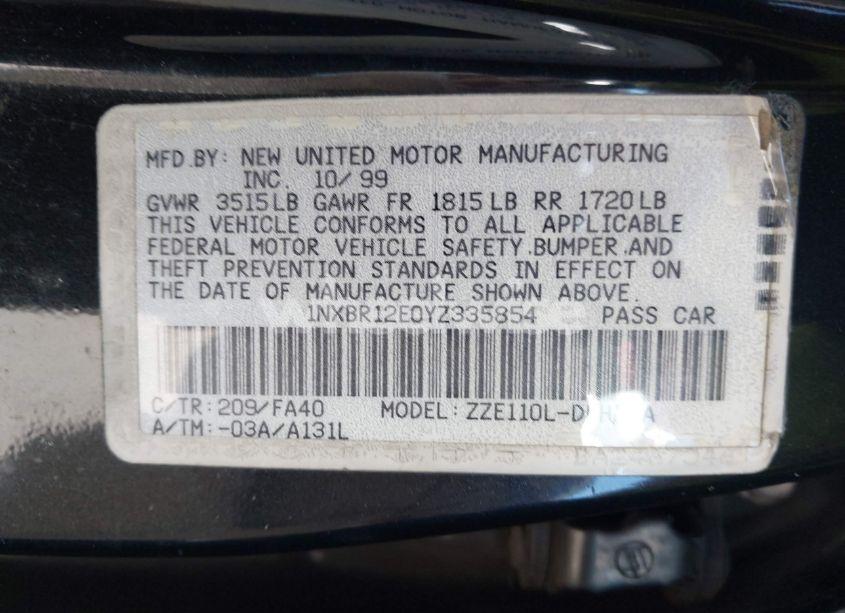 MFD.BY: NEW UNITED MOTOR MANUFACTURING
INC. 10/99
GVWR 3515LB GAWR FR 1815LB RR 1720LB
THIS VEHICLE CONFORMS TO ALL APPLICABLE
FEDERAL MOTOR VEHICLE SAFETY.BUMPER.AND
THEFT PREVENTION STANDARDS IN EFFECT ON
THE DATE OF MANUFACTURE SHOWN ABOVE.
1NXBR12E0YZ335854 PASS CAR
C/TR:209/FA40 MODEL:
A/TM:-03A/A131L